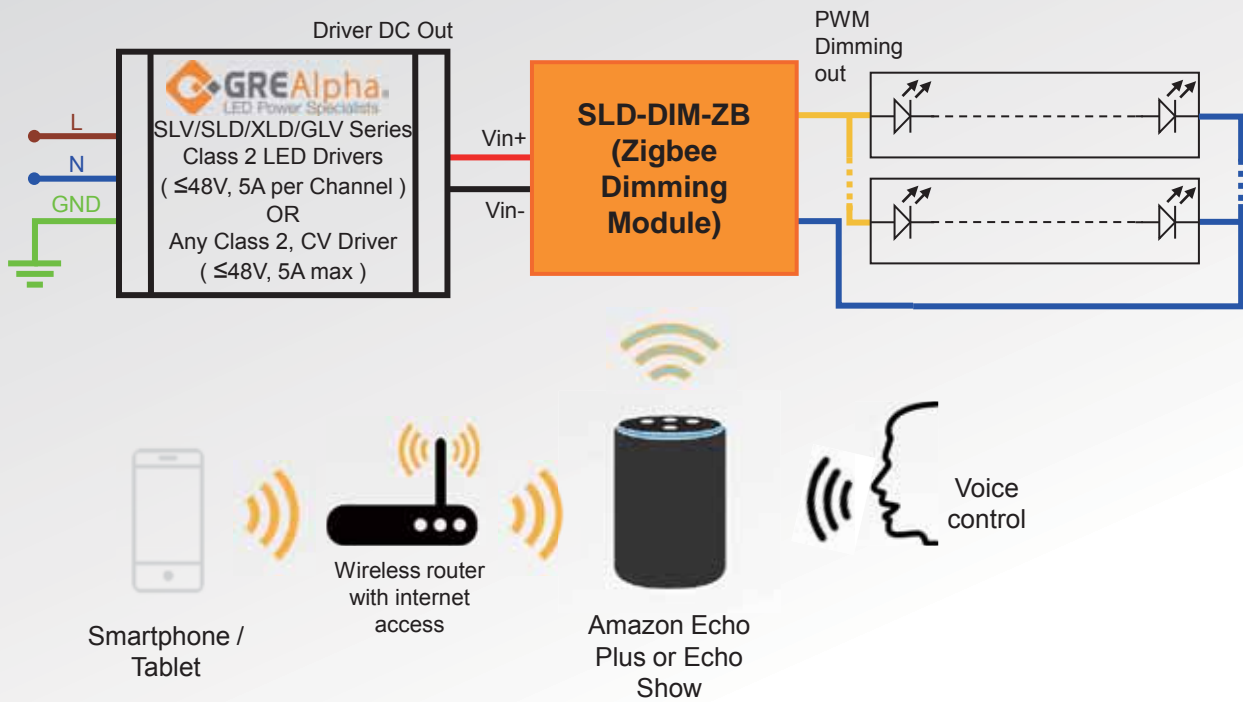 Driver DC Out
PWM
Dimming
out
GREAlpha®
LED Power Specialists
L
N
GND
SLV/SLD/XLD/GLV Series
Class 2 LED Drivers
( ≤48V, 5A per Channel )
OR
Any Class 2, CV Driver
( ≤48V, 5A max )
Vin+
Vin-
SLD-DIM-ZB
(Zigbee
Dimming
Module)
Smartphone /
Tablet
Wireless router
with internet
access
Amazon Echo
Plus or Echo
Show
Voice
control